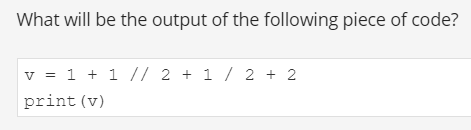 What will be the output of the following piece of code?
v = 1 + 1 // 2 + 1 / 2 + 2
print(v)